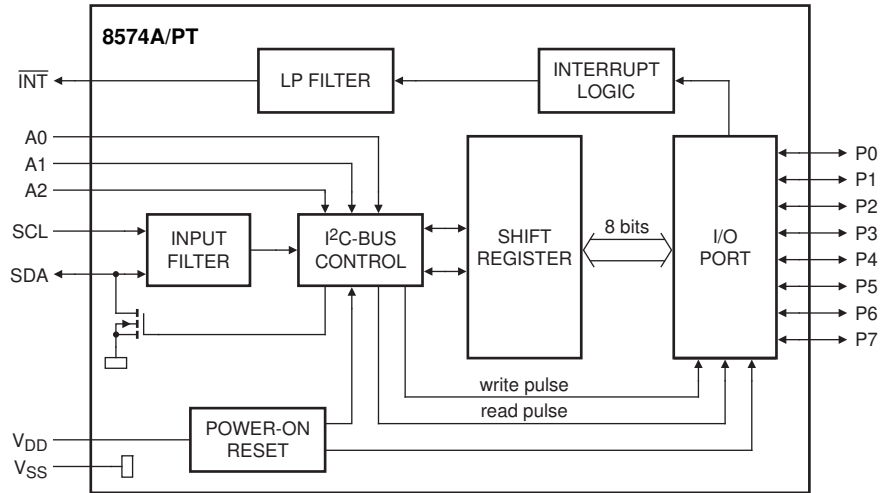 8574A/PT
INT
LP FILTER
INTERRUPT
LOGIC
A0
A1
A2
SCL
SDA
INPUT
FILTER
I²C-BUS
CONTROL
SHIFT
REGISTER
8 bits
I/O
PORT
P0
P1
P2
P3
P4
P5
P6
P7
write pulse
read pulse
POWER-ON
RESET
VDD
VSS